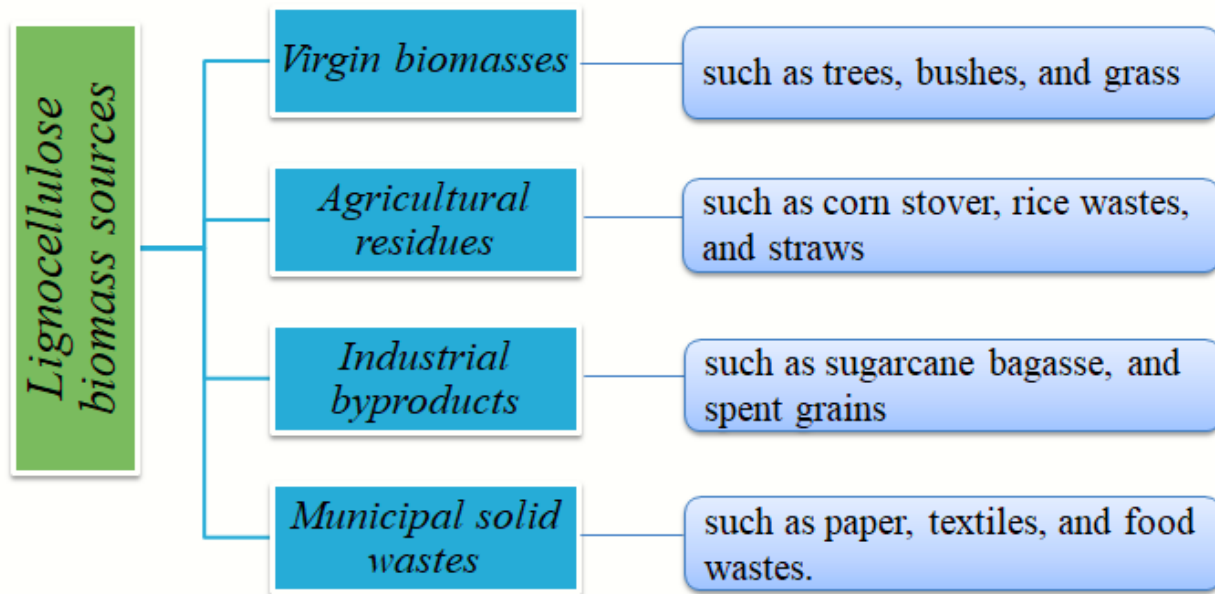 Lignocellulose
biomass sources
Virgin biomasses
such as trees, bushes, and grass
Agricultural
residues
such as corn stover, rice wastes,
and straws
Industrial
byproducts
such as sugarcane bagasse, and
spent grains
Municipal solid
wastes
such as paper, textiles, and food
wastes.